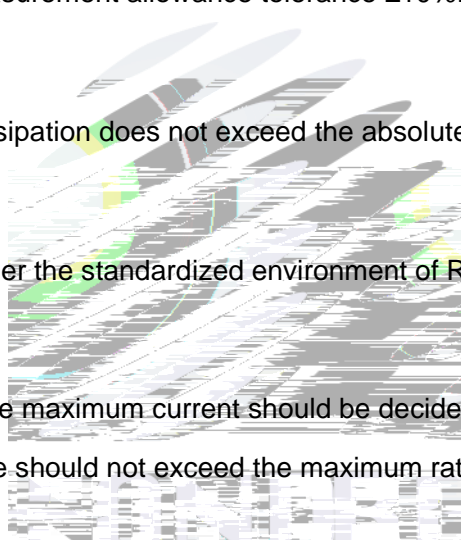 surement allowance tolerance ±10%.
sipation does not exceed the absolute
er the standardized environment of R
e maximum current should be decide
e should not exceed the maximum rat